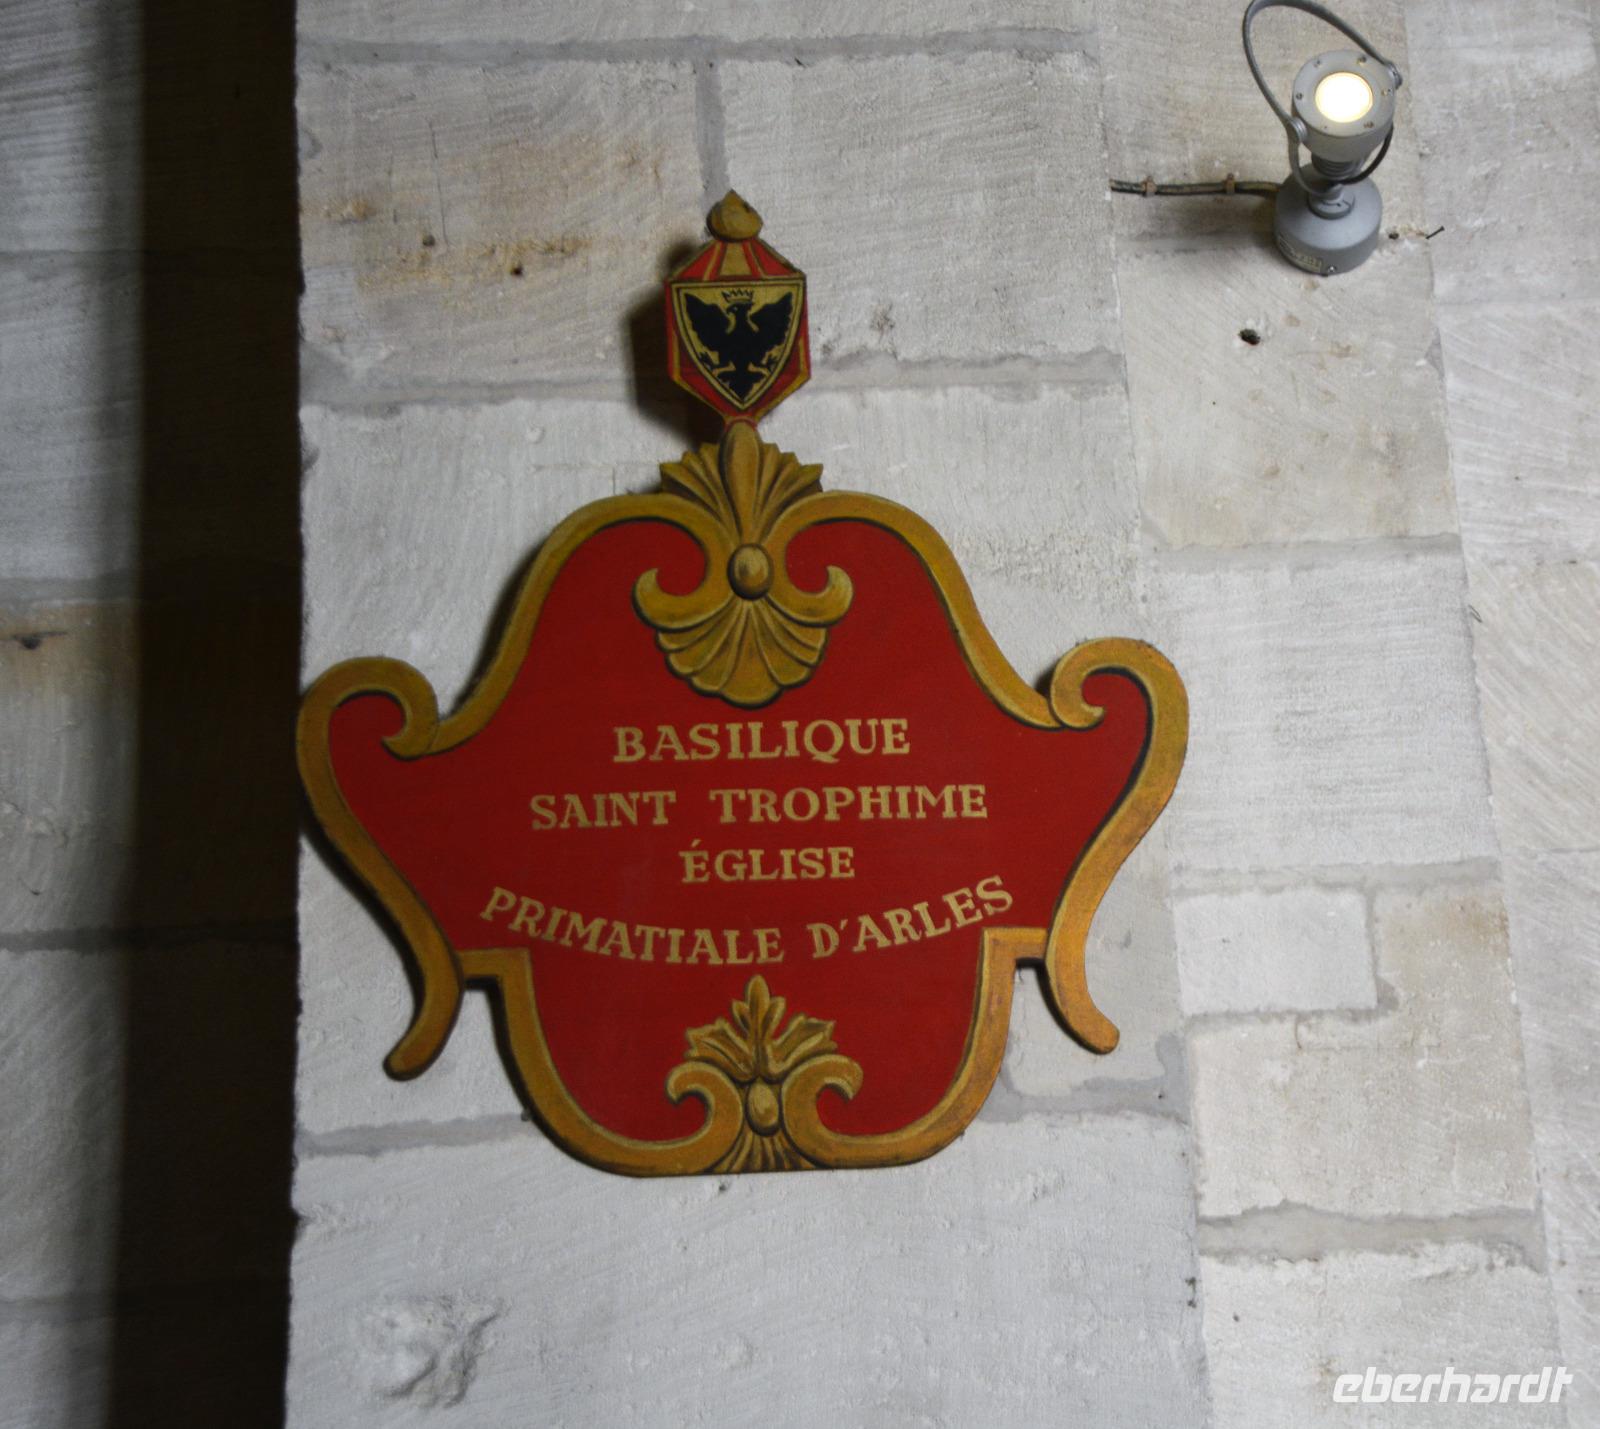 BASILIQUE
SAINT TROPHIME
ÉGLISE
PRIMATIALE D'ARLES
eberhardt